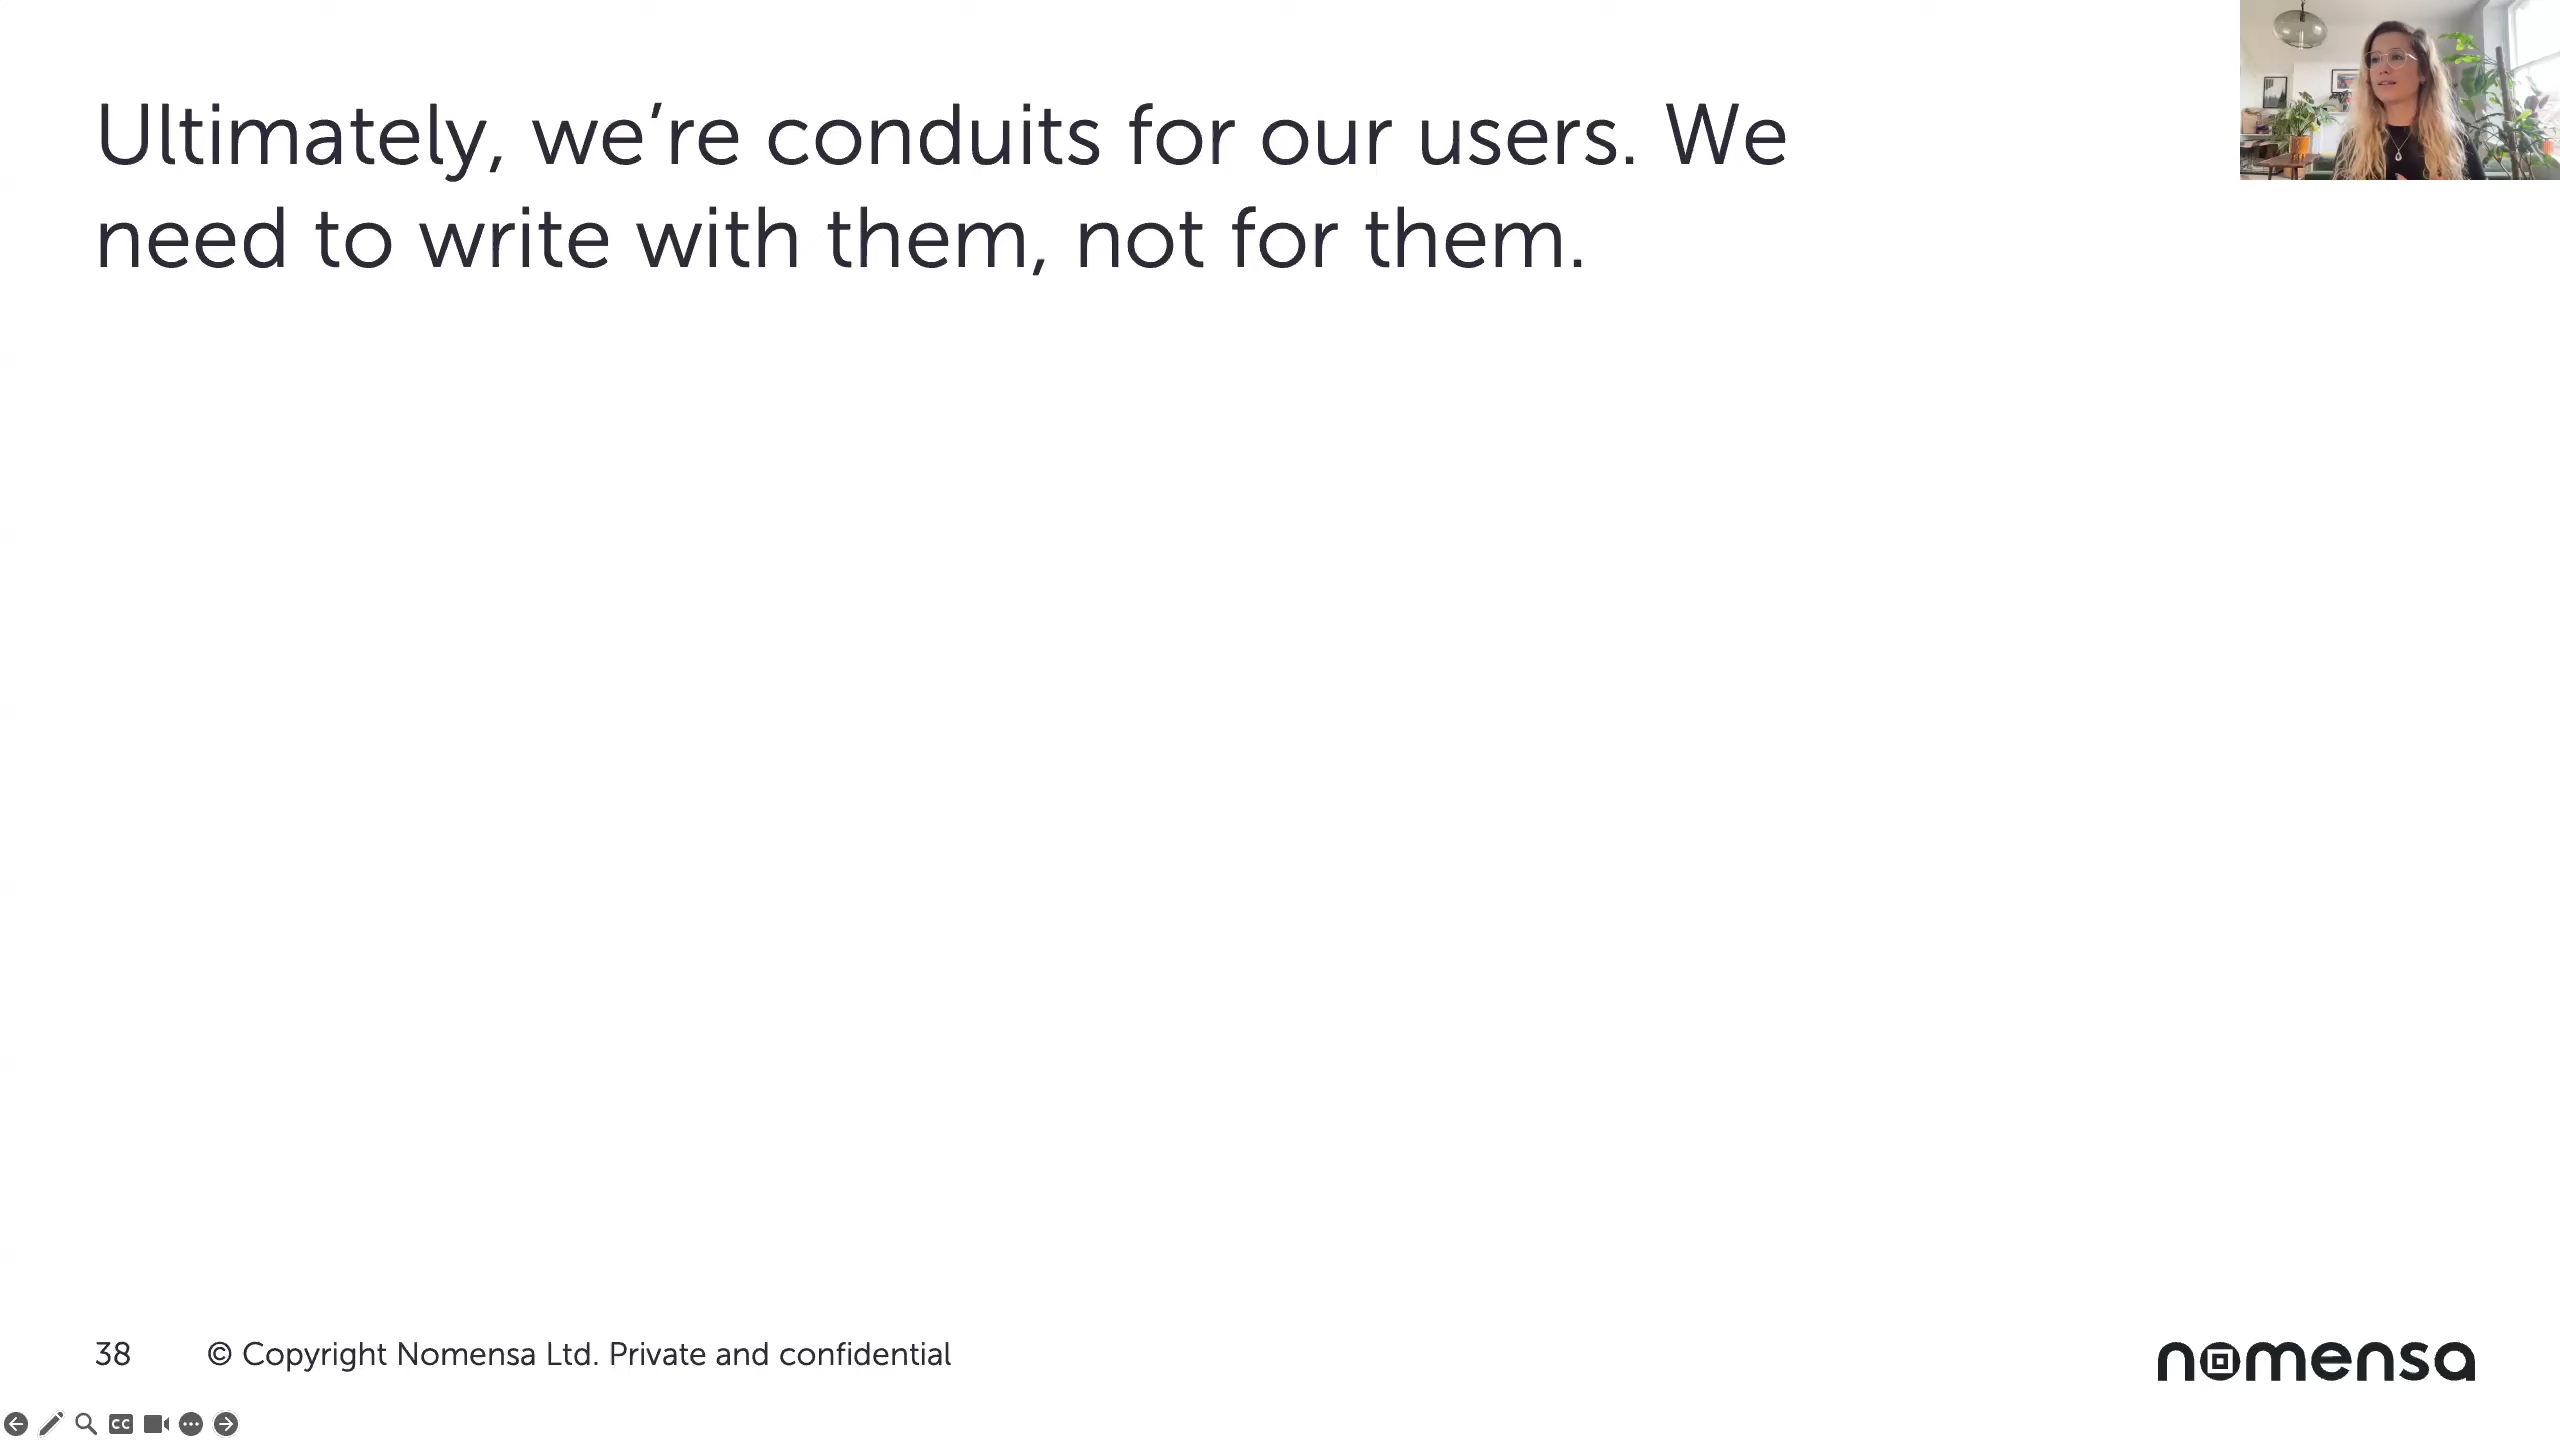 Ultimately, we’re conduits for our users. We
need to write with them, not for them.
38
© Copyright Nomensa Ltd. Private and confidential
nomensa
CC